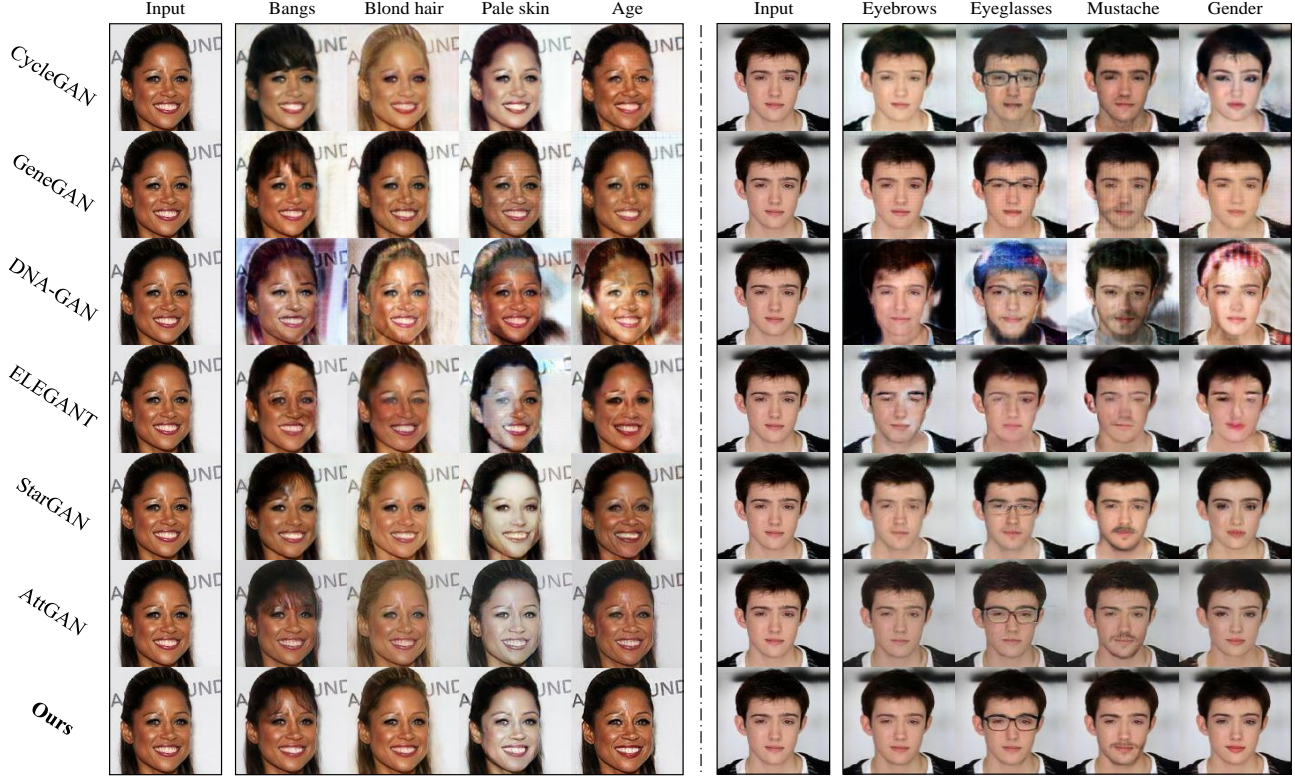 Input Bangs Blond hair Pale skin Age Input Eyebrows Eyeglasses Mustache Gender
CycleGAN
GeneGAN
DNA-GAN
ELEGANT
StarGAN
AttGAN
Ours